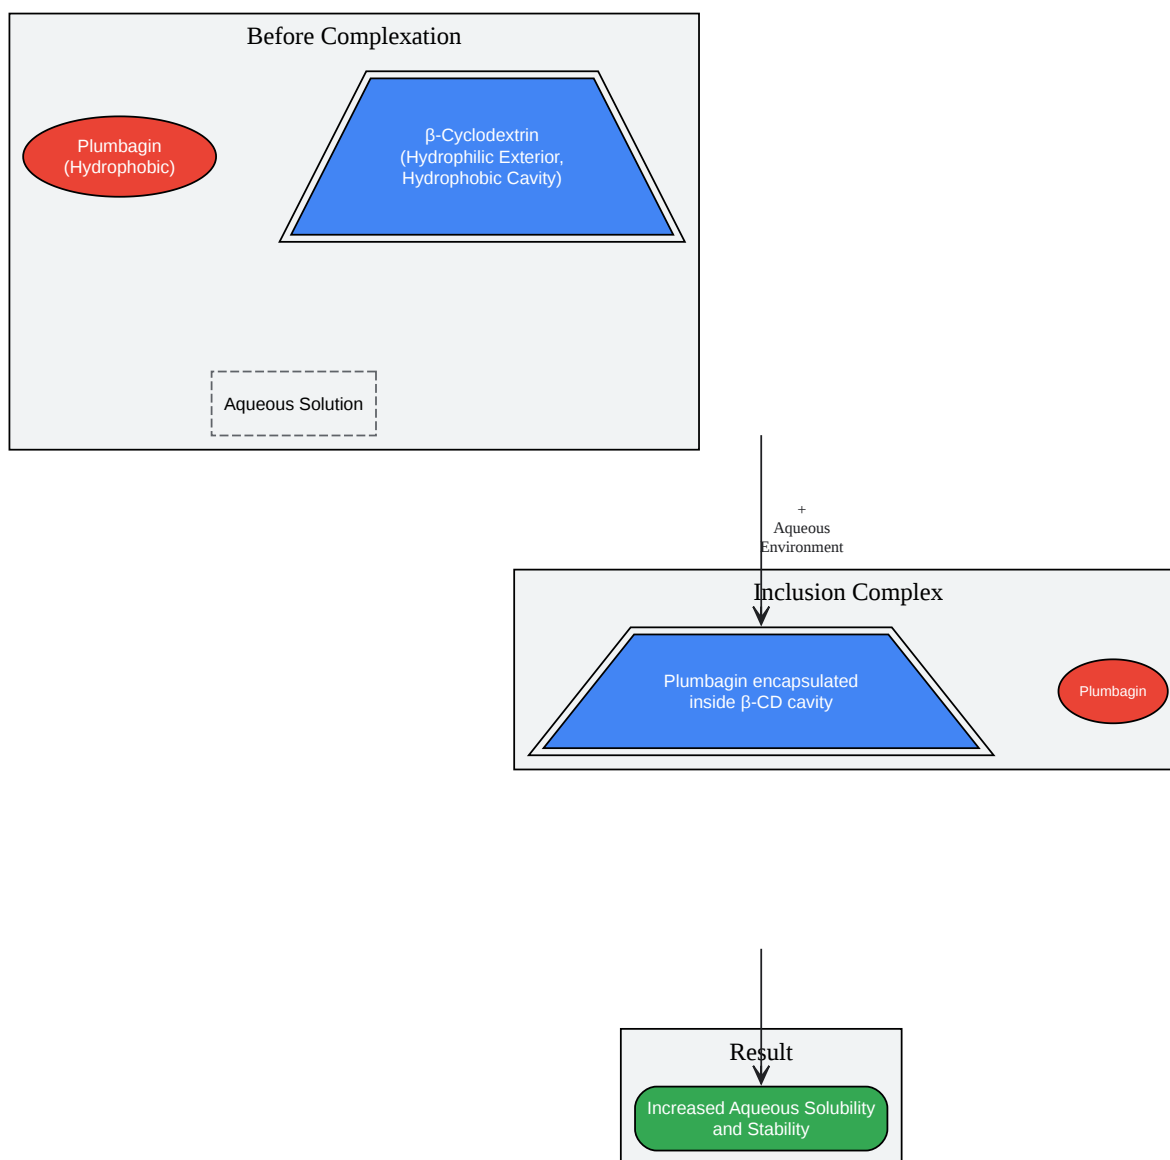 Before Complexation
Plumbagin
(Hydrophobic)
β-Cyclodextrin
(Hydrophilic Exterior,
Hydrophobic Cavity)
Aqueous Solution
+
Aqueous
Environment
Inclusion Complex
Plumbagin encapsulated
inside β-CD cavity
Plumbagin
Result
Increased Aqueous Solubility
and Stability